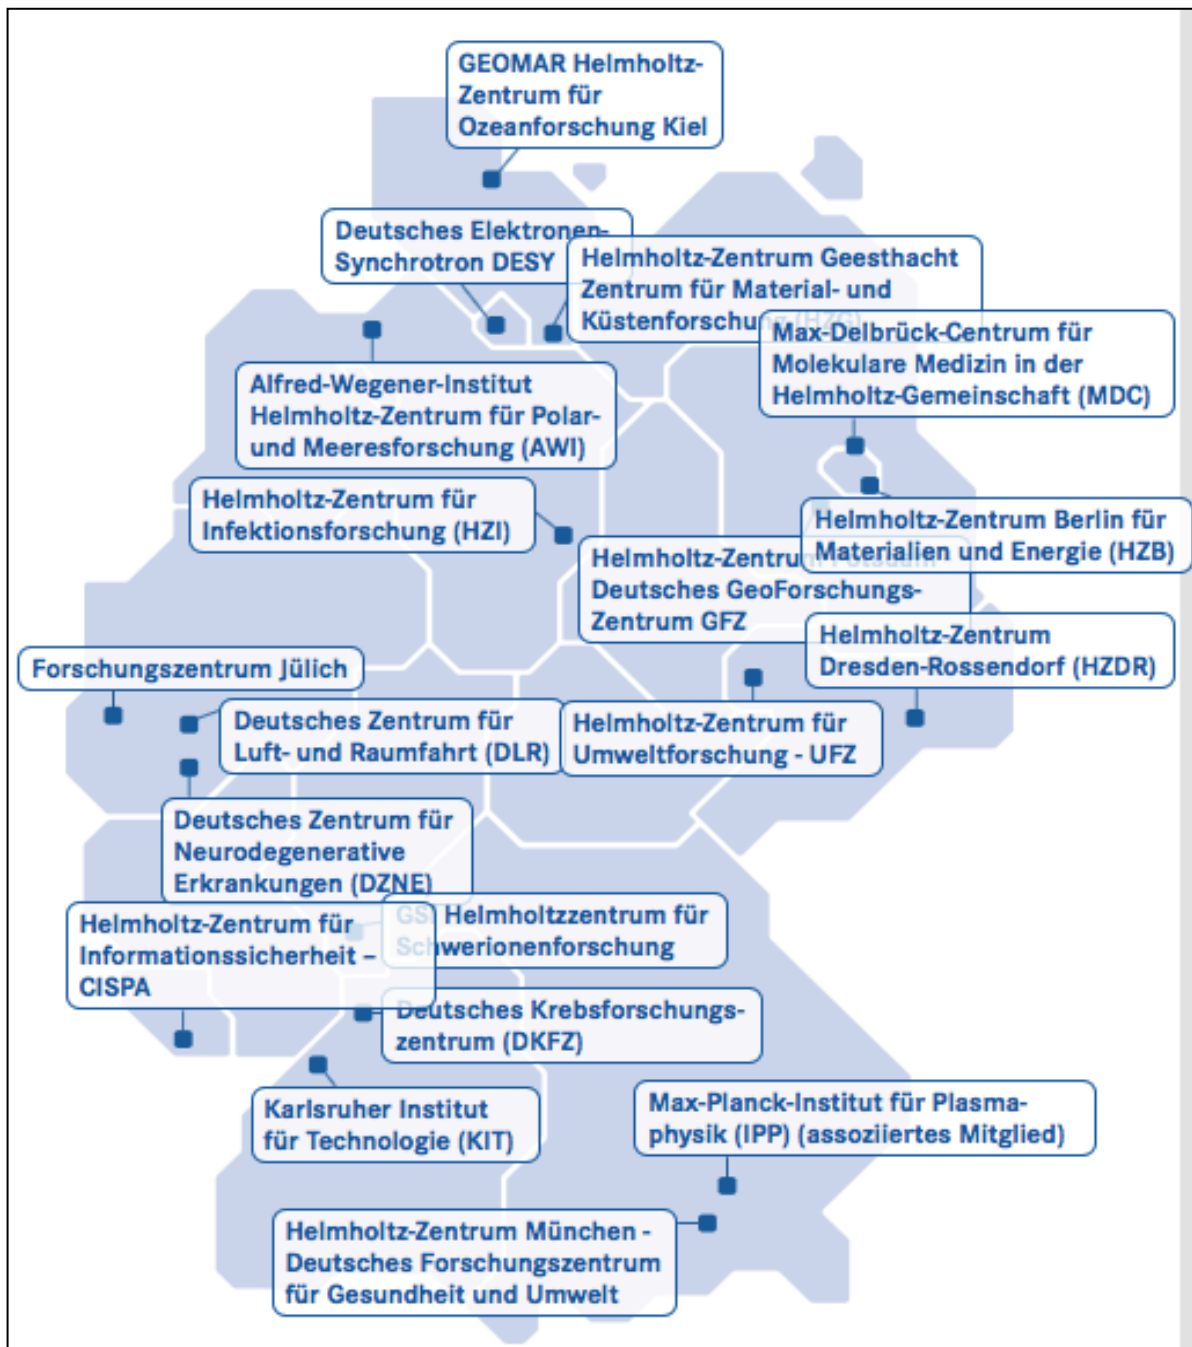 GEOMAR Helmholtz-
Zentrum für
Ozeanforschung Kiel
Deutsches Elektronen-
Synchrotron DESY
Helmholtz-Zentrum Geesthacht
Zentrum für Material- und
Küstenforschung (HZG)
Max-Delbrück-Centrum für
Molekulare Medizin in der
Helmholtz-Gemeinschaft (MDC)
Alfred-Wegener-Institut
Helmholtz-Zentrum für Polar-
und Meeresforschung (AWI)
Helmholtz-Zentrum für
Infektionsforschung (HZI)
Helmholtz-Zentrum Berlin für
Materialien und Energie (HZB)
Helmholtz-Zentrum Potsdam -
Deutsches GeoForschungs-
Zentrum GFZ
Helmholtz-Zentrum
Dresden-Rossendorf (HZDR)
Forschungszentrum Jülich
Deutsches Zentrum für
Luft- und Raumfahrt (DLR)
Helmholtz-Zentrum für
Umweltforschung - UFZ
Deutsches Zentrum für
Neurodegenerative
Erkrankungen (DZNE)
GSI Helmholtzzentrum für
Schwerionenforschung
Helmholtz-Zentrum für
Informationssicherheit –
CISPA
Deutsches Krebsforschungs-
zentrum (DKFZ)
Karlsruher Institut
für Technologie (KIT)
Max-Planck-Institut für Plasma-
physik (IPP) (assoziiertes Mitglied)
Helmholtz-Zentrum München -
Deutsches Forschungszentrum
für Gesundheit und Umwelt